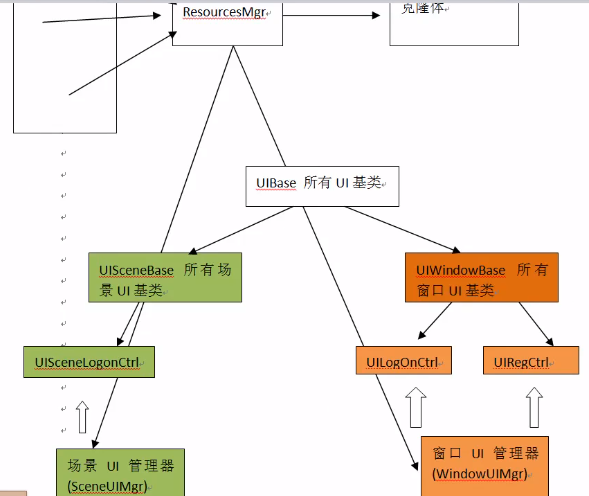 ResourcesMgr
克隆体
UIBase 所有 UI 基类
UISceneBase 所有场
景 UI 基类
UIWindowBase 所有
窗口 UI 基类
UISceneLogonCtrl
UILogOnCtrl
UIRegCtrl
场景 UI 管理器
(SceneUIMgr)
窗口 UI 管理器
(WindowUIMgr)